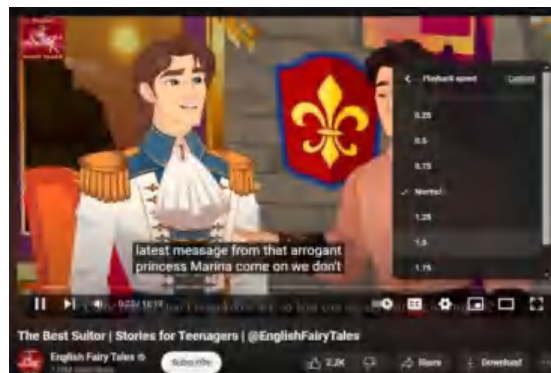 Playback speed Custom
0.25
0.5
0.75
Normal
1.25
1.5
1.75
latest message from that arrogant
princess Marina come on we don't
The Best Suitor | Stories for Teenagers | @EnglishFairyTales
English Fairy Tales
Subscribe
2.2K
Share
Download